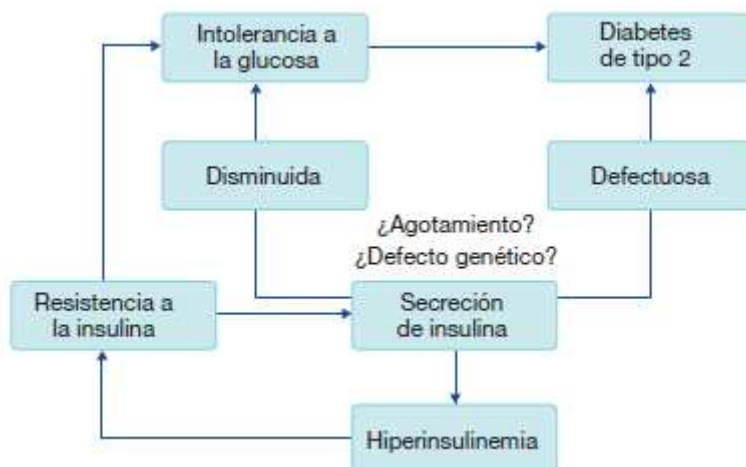 Intolerancia a
la glucosa
Diabetes
de tipo 2
Disminuida
Defectuosa
¿Agotamiento?
¿Defecto genético?
Resistencia a
la insulina
Secreción
de insulina
Hiperinsulinemia